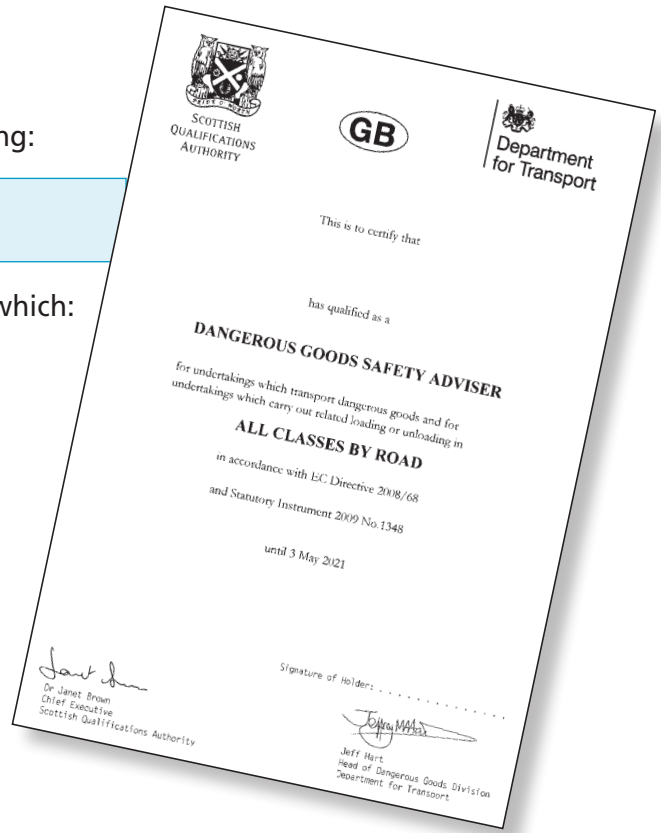 ng:
which:
PRIDE O' WORTH
SCOTTISH
QUALIFICATIONS
AUTHORITY
GB
Department
for Transport
This is to certify that
has qualified as a
DANGEROUS GOODS SAFETY ADVISER
for undertakings which transport dangerous goods and for
undertakings which carry out related loading or unloading in
ALL CLASSES BY ROAD
in accordance with EC Directive 2008/68
and Statutory Instrument 2009 No.1348
until 3 May 2021
Signature of Holder: . . . . . . . . . . . . . . .
Dr Janet Brown
Chief Executive
Scottish Qualifications Authority
Jeff Hart
Head of Dangerous Goods Division
Department for Transport